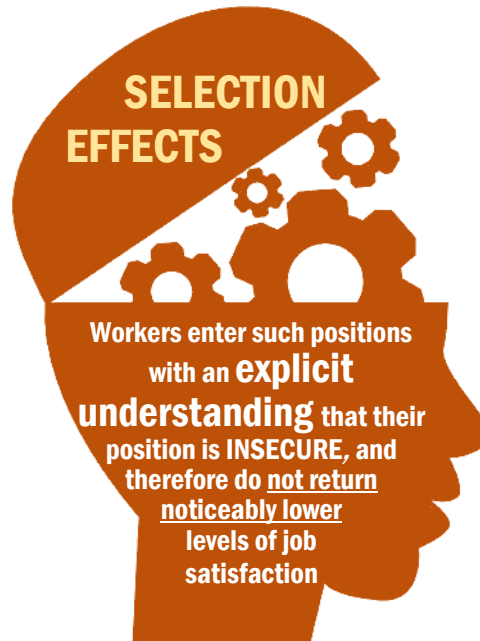 SELECTION
EFFECTS
Workers enter such positions
with an explicit
understanding that their
position is INSECURE, and
therefore do not return
noticeably lower
levels of job
satisfaction